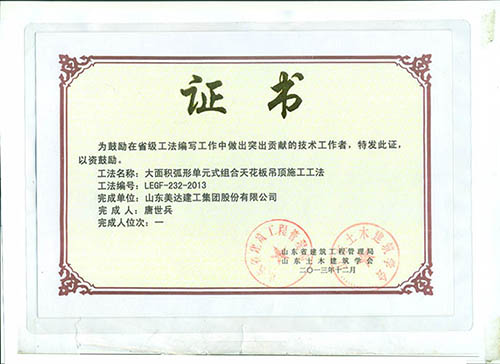 证书
为鼓励在省级工法编写工作中做出突出贡献的技术工作者，特发此证，
以资鼓励。
工法名称：大面积弧形单元式组合天花板吊顶施工工法
工法编号：LEGF-232-2013
完成单位：山东美达建工集团股份有限公司
完 成 人：唐世兵
完成人位次：一
山东省建筑工程管理局
山东土木建筑学会
二〇一三年十二月